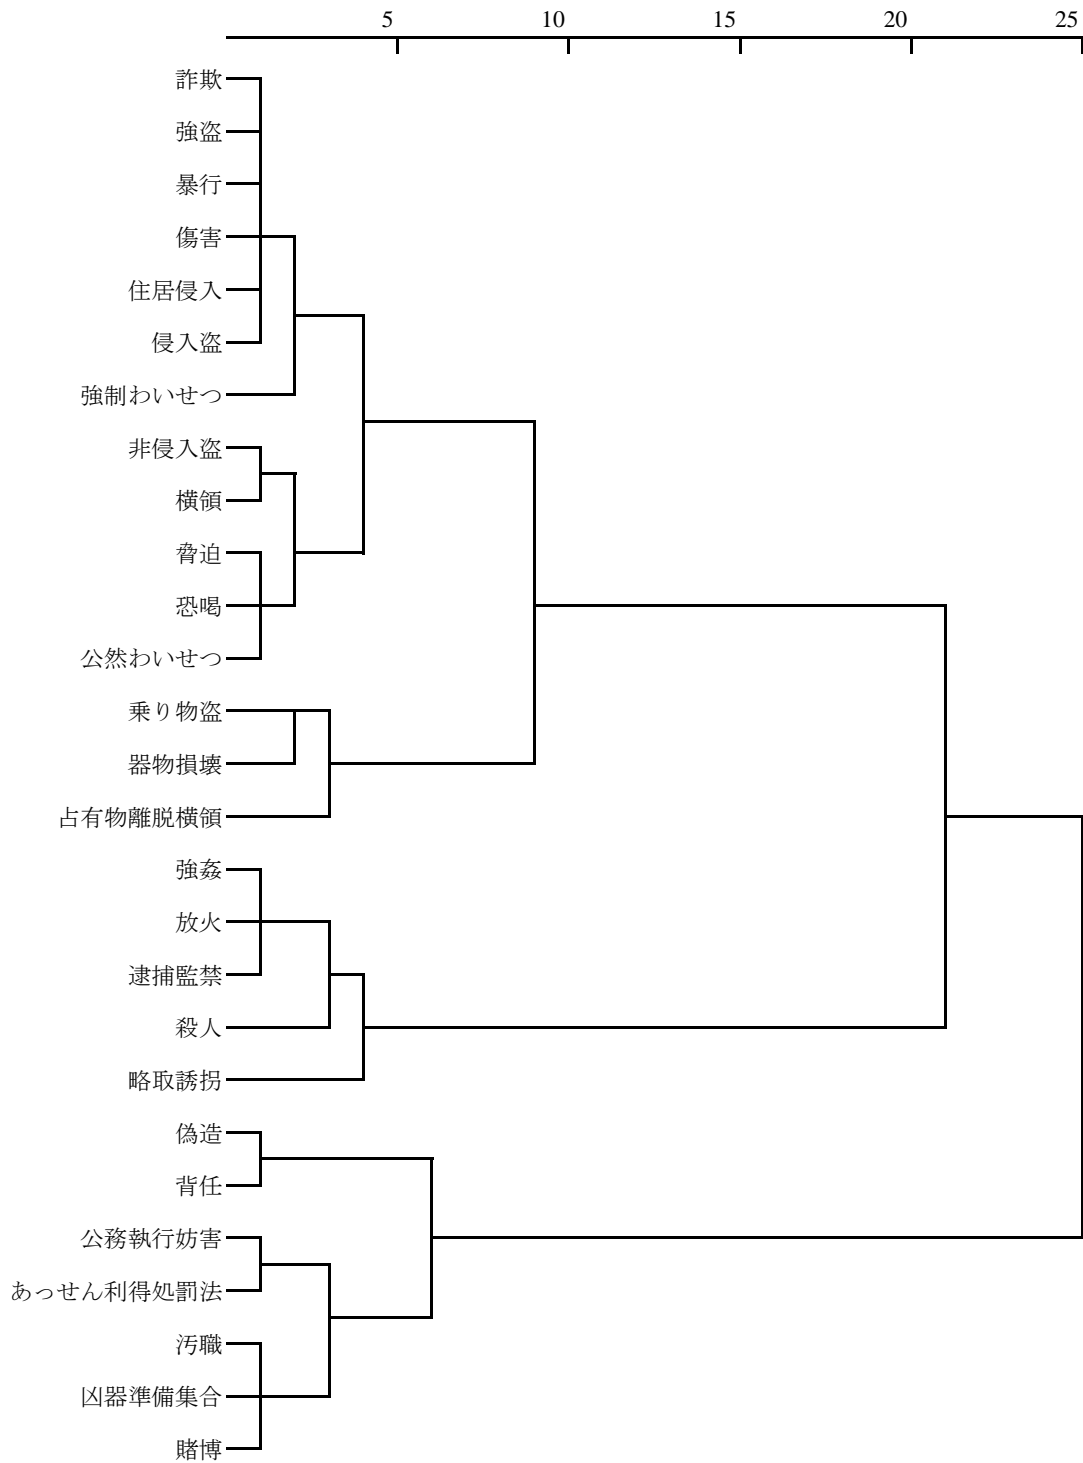 5 10 15 20 25
詐欺
強盗
暴行
傷害
住居侵入
侵入盗
強制わいせつ
非侵入盗
横領
脅迫
恐喝
公然わいせつ
乗り物盗
器物損壊
占有物離脱横領
強姦
放火
逮捕監禁
殺人
略取誘拐
偽造
背任
公務執行妨害
あっせん利得処罰法
汚職
凶器準備集合
賭博